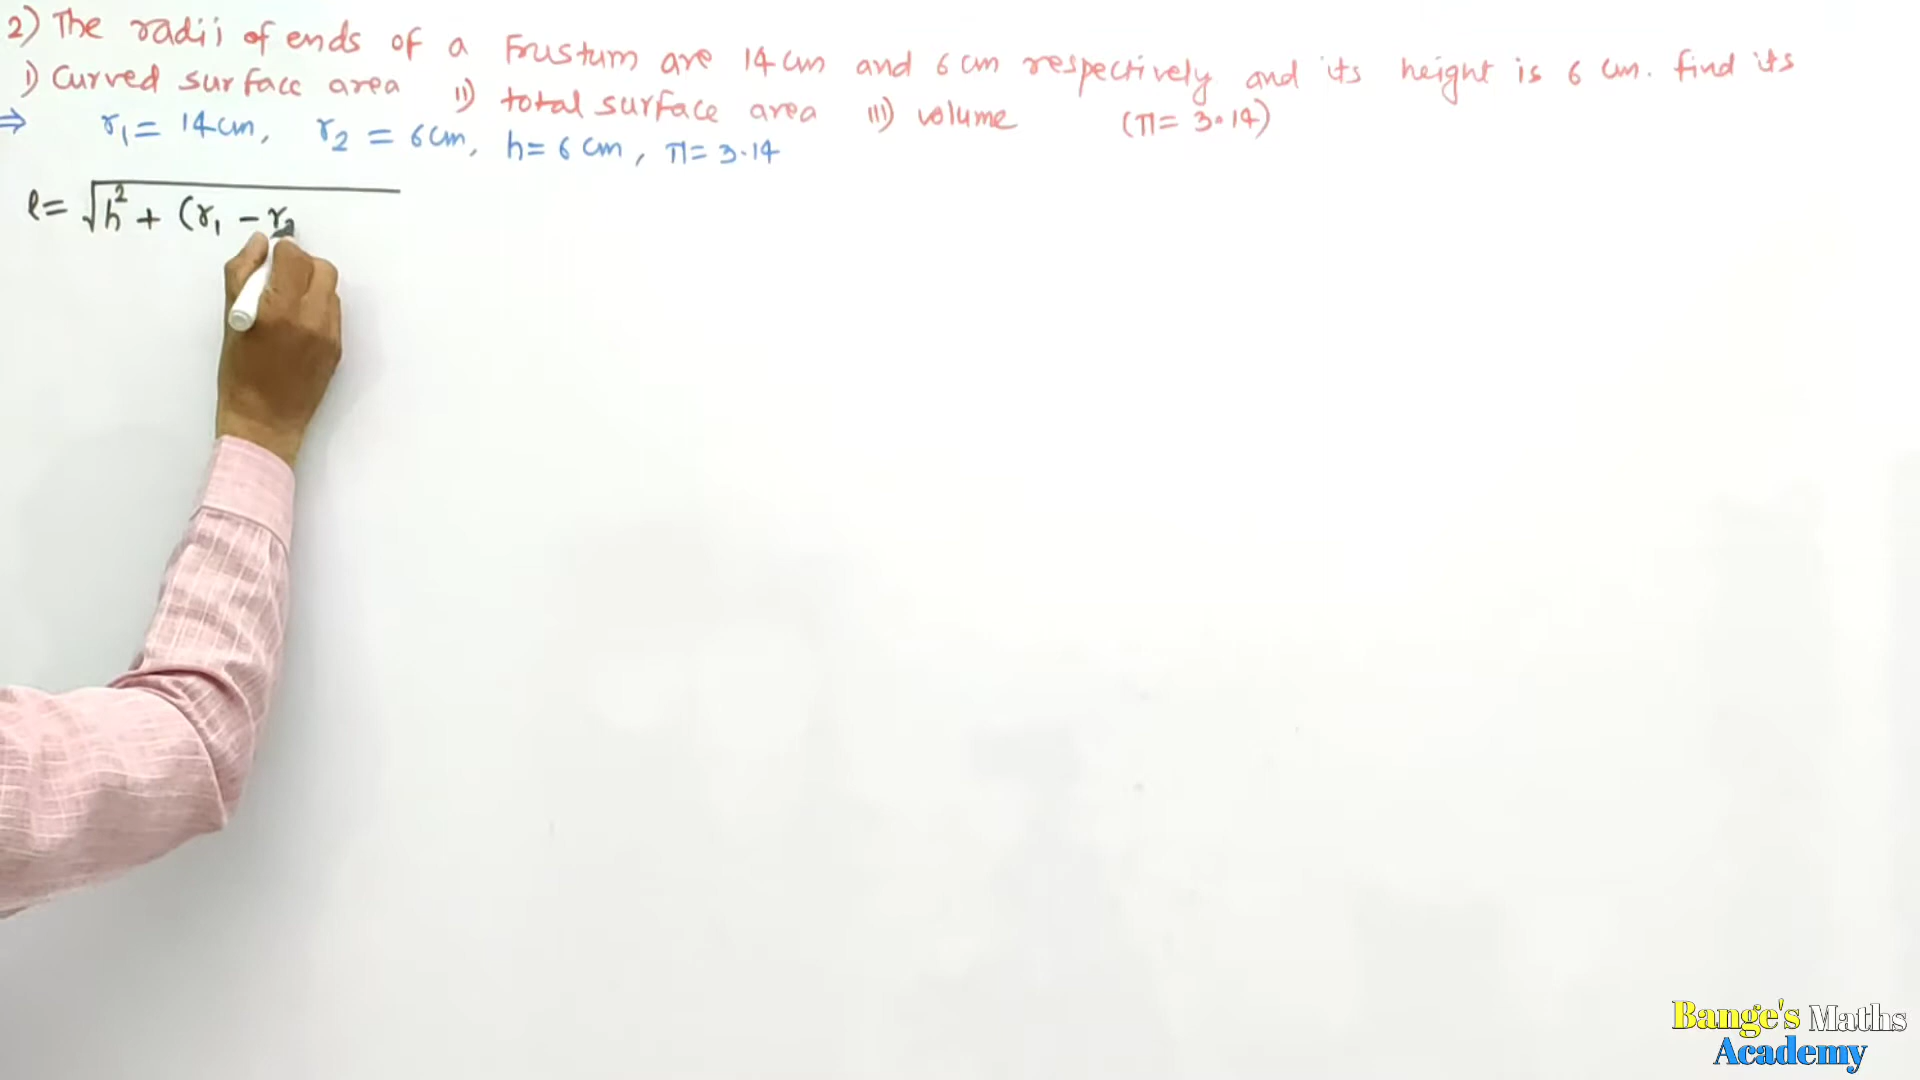 2) The radii of ends of a Frustum are 14 cm and 6 cm respectively and its height is 6 cm. find its
i) Curved surface area ii) total surface area iii) volume (π = 3.14)
⇒ r₁ = 14 cm, r₂ = 6 cm, h = 6 cm, π = 3.14
l = √h² + (r₁ - r₂
Bange's Maths
Academy